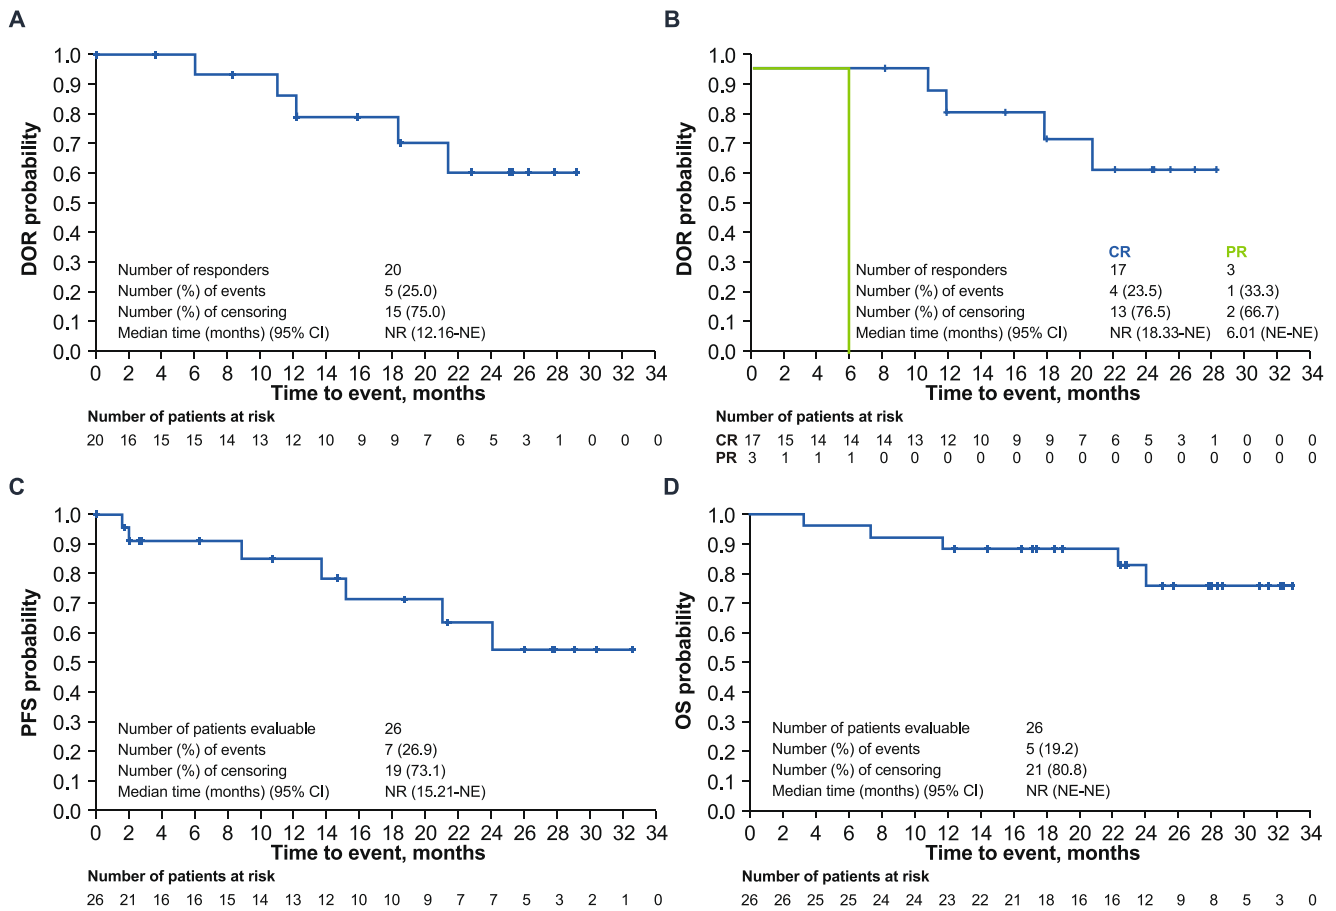 A
DOR probability
1.0
0.9
0.8
0.7
0.6
0.5
0.4
0.3
0.2
0.1
0.0
Number of responders 20
Number (%) of events 5 (25.0)
Number (%) of censoring 15 (75.0)
Median time (months) (95% CI) NR (12.16-NE)
0 2 4 6 8 10 12 14 16 18 20 22 24 26 28 30 32 34
Time to event, months
Number of patients at risk
20 16 15 15 14 13 12 10 9 9 7 6 5 3 1 0 0 0
B
DOR probability
1.0
0.9
0.8
0.7
0.6
0.5
0.4
0.3
0.2
0.1
0.0
CR PR
Number of responders 17 3
Number (%) of events 4 (23.5) 1 (33.3)
Number (%) of censoring 13 (76.5) 2 (66.7)
Median time (months) (95% CI) NR (18.33-NE) 6.01 (NE-NE)
0 2 4 6 8 10 12 14 16 18 20 22 24 26 28 30 32 34
Time to event, months
Number of patients at risk
CR 17 15 14 14 14 13 12 10 9 9 7 6 5 3 1 0 0 0
PR 3 1 1 1 0 0 0 0 0 0 0 0 0 0 0 0 0 0
C
PFS probability
1.0
0.9
0.8
0.7
0.6
0.5
0.4
0.3
0.2
0.1
0.0
Number of patients evaluable 26
Number (%) of events 7 (26.9)
Number (%) of censoring 19 (73.1)
Median time (months) (95% CI) NR (15.21-NE)
0 2 4 6 8 10 12 14 16 18 20 22 24 26 28 30 32 34
Time to event, months
Number of patients at risk
26 21 16 16 15 14 13 12 10 10 9 7 7 5 3 2 1 0
D
OS probability
1.0
0.9
0.8
0.7
0.6
0.5
0.4
0.3
0.2
0.1
0.0
Number of patients evaluable 26
Number (%) of events 5 (19.2)
Number (%) of censoring 21 (80.8)
Median time (months) (95% CI) NR (NE-NE)
0 2 4 6 8 10 12 14 16 18 20 22 24 26 28 30 32 34
Time to event, months
Number of patients at risk
26 26 25 25 24 24 23 22 21 18 16 16 12 9 8 5 3 0